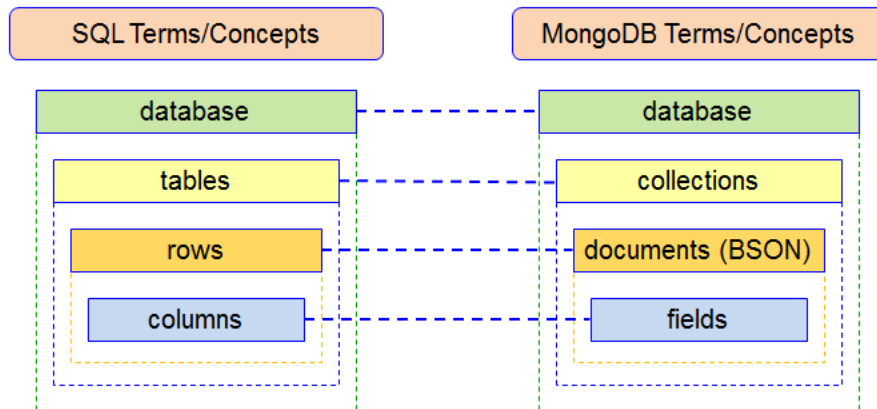 SQL Terms/Concepts
MongoDB Terms/Concepts
database
database
tables
collections
rows
documents (BSON)
columns
fields